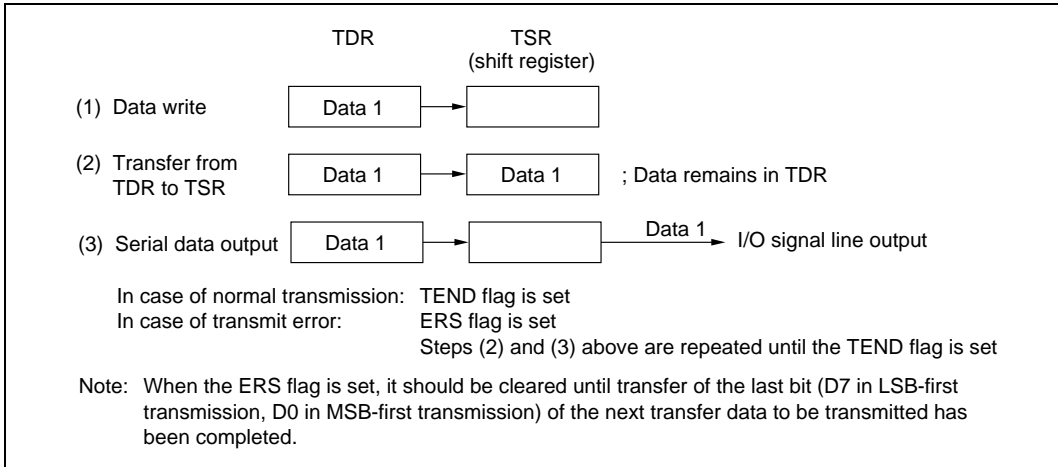 TDR TSR
(shift register)
(1) Data write Data 1
(2) Transfer from
TDR to TSR Data 1 Data 1 ; Data remains in TDR
(3) Serial data output Data 1 Data 1 I/O signal line output
In case of normal transmission: TEND flag is set
In case of transmit error: ERS flag is set
Steps (2) and (3) above are repeated until the TEND flag is set
Note: When the ERS flag is set, it should be cleared until transfer of the last bit (D7 in LSB-first
transmission, D0 in MSB-first transmission) of the next transfer data to be transmitted has
been completed.